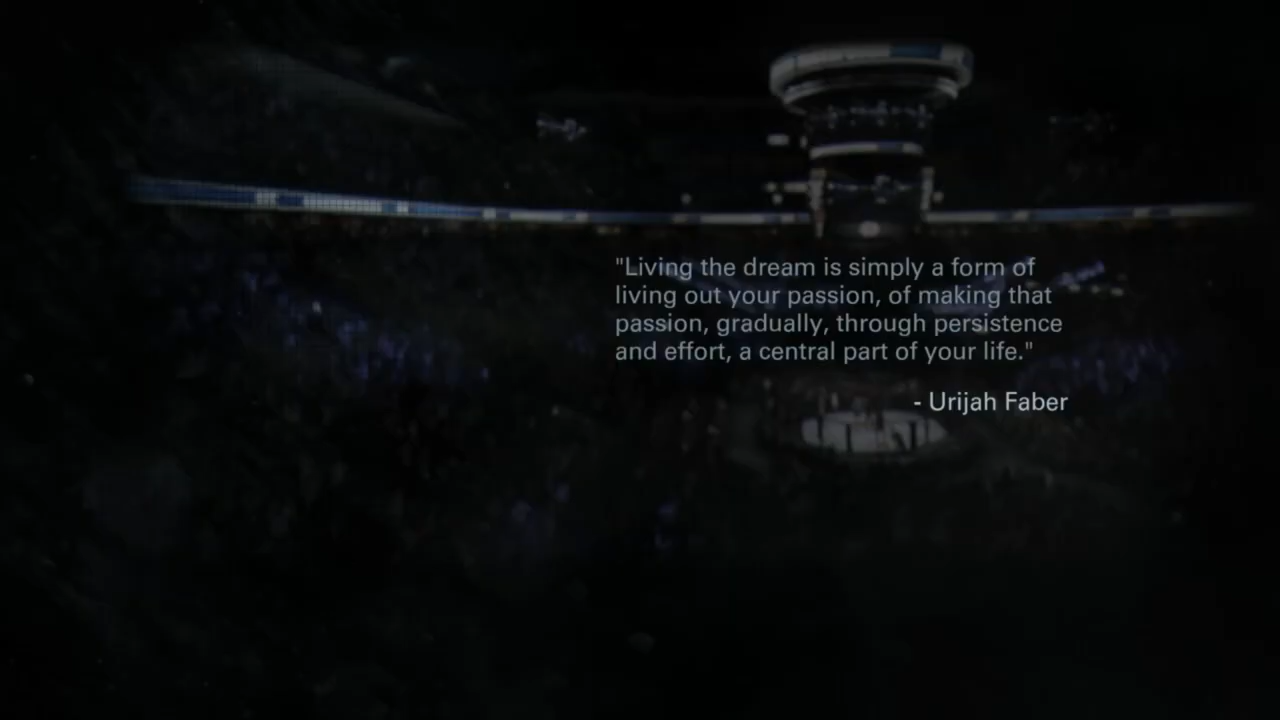 "Living the dream is simply a form of
living out your passion, of making that
passion, gradually, through persistence
and effort, a central part of your life."
- Urijah Faber